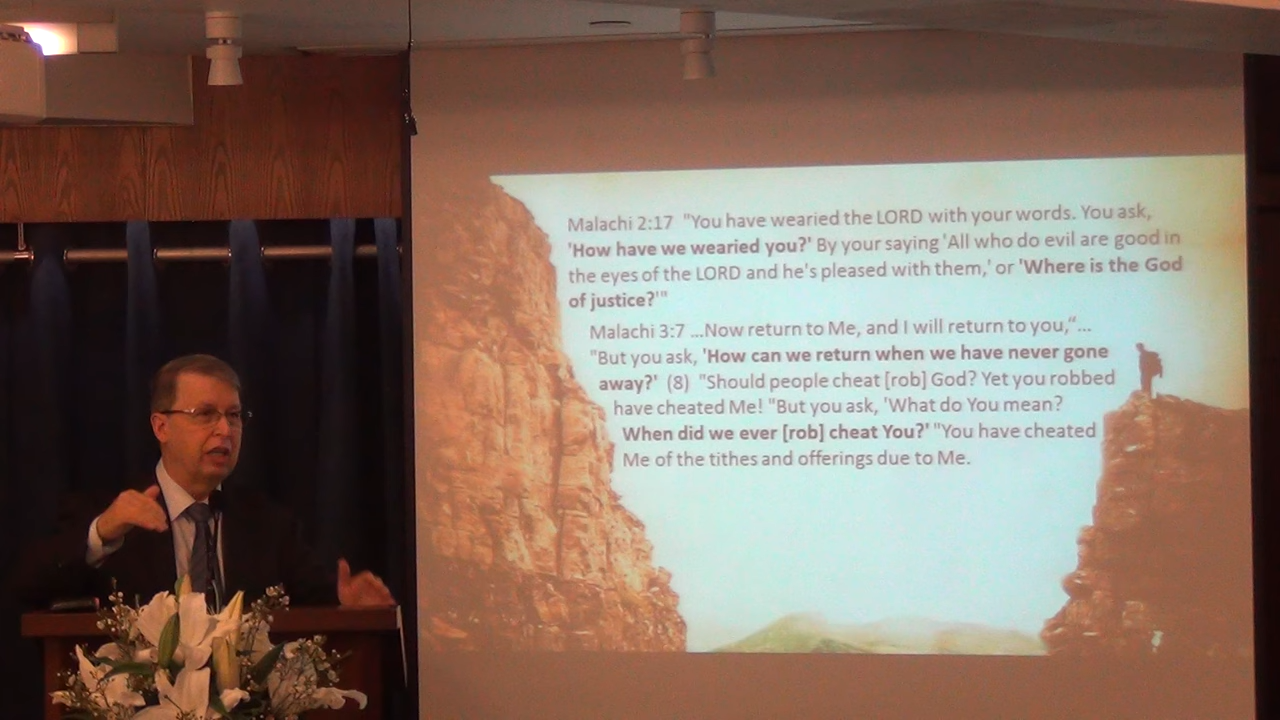 Malachi 2:17 "You have wearied the LORD with your words. You ask,
'How have we wearied you?' By your saying 'All who do evil are good in
the eyes of the LORD and he's pleased with them,' or 'Where is the God
of justice?'"
Malachi 3:7 ...Now return to Me, and I will return to you,“...
"But you ask, 'How can we return when we have never gone
away?' (8) "Should people cheat [rob] God? Yet you robbed
have cheated Me! "But you ask, 'What do You mean?
When did we ever [rob] cheat You?' "You have cheated
Me of the tithes and offerings due to Me.